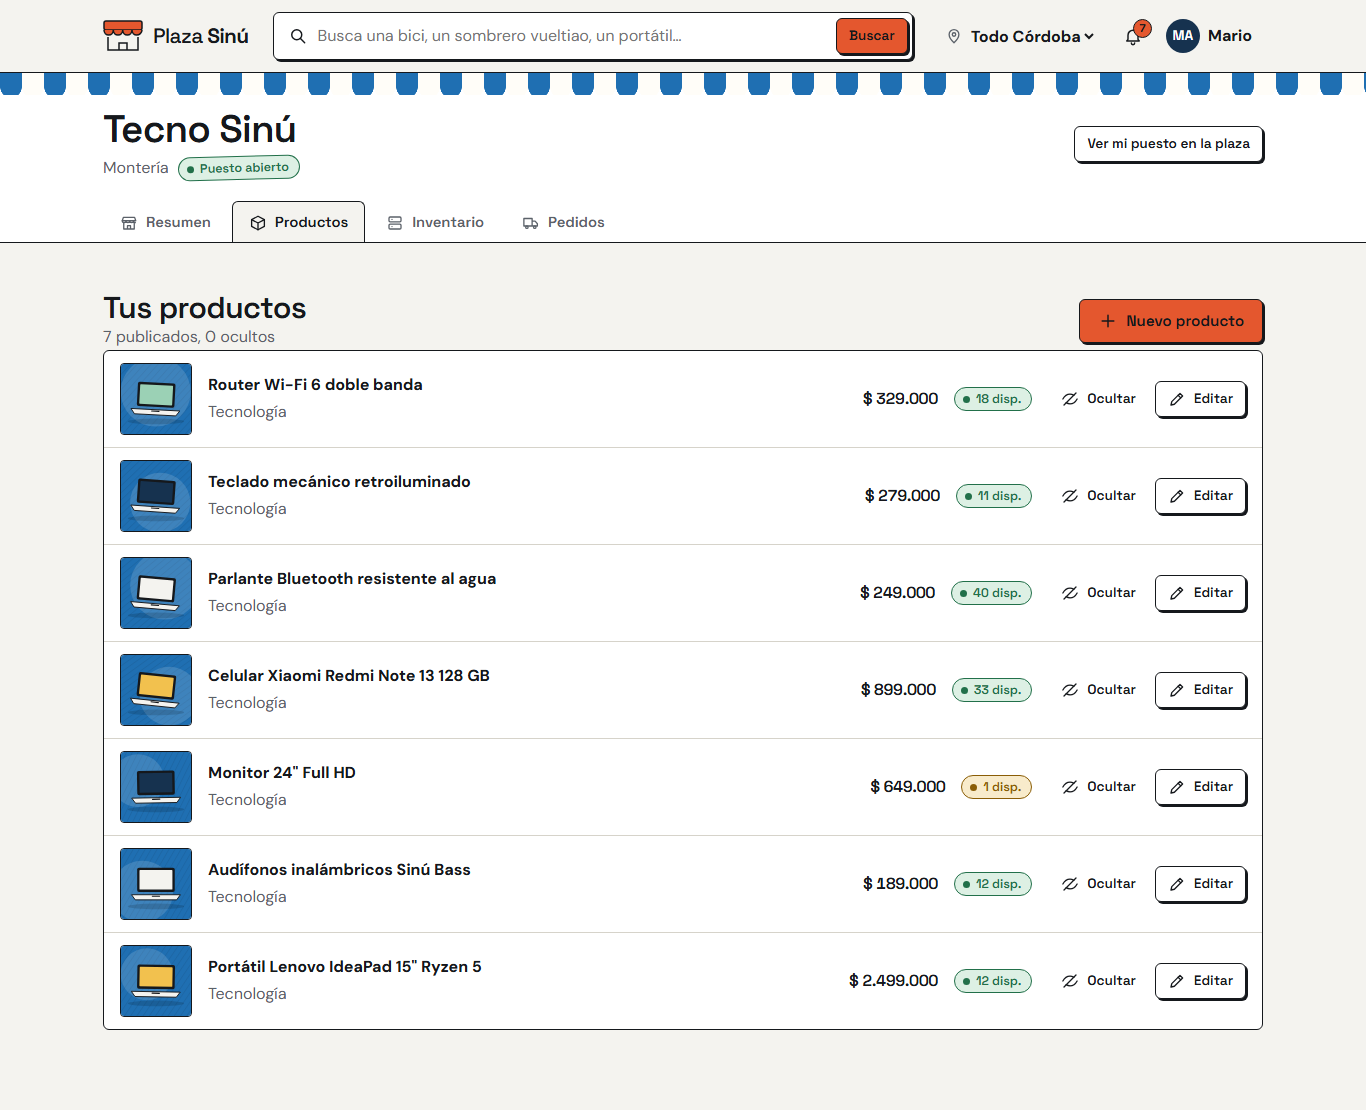 Plaza Sinú
Busca una bici, un sombrero vueltiao, un portátil...
Buscar
Todo Córdoba
7
MA
Mario
Tecno Sinú
Montería
Puesto abierto
Ver mi puesto en la plaza
Resumen
Productos
Inventario
Pedidos
Tus productos
7 publicados, 0 ocultos
Nuevo producto
Router Wi-Fi 6 doble banda
Tecnología
$ 329.000
18 disp.
Ocultar
Editar
Teclado mecánico retroiluminado
Tecnología
$ 279.000
11 disp.
Ocultar
Editar
Parlante Bluetooth resistente al agua
Tecnología
$ 249.000
40 disp.
Ocultar
Editar
Celular Xiaomi Redmi Note 13 128 GB
Tecnología
$ 899.000
33 disp.
Ocultar
Editar
Monitor 24" Full HD
Tecnología
$ 649.000
1 disp.
Ocultar
Editar
Audífonos inalámbricos Sinú Bass
Tecnología
$ 189.000
12 disp.
Ocultar
Editar
Portátil Lenovo IdeaPad 15" Ryzen 5
Tecnología
$ 2.499.000
12 disp.
Ocultar
Editar